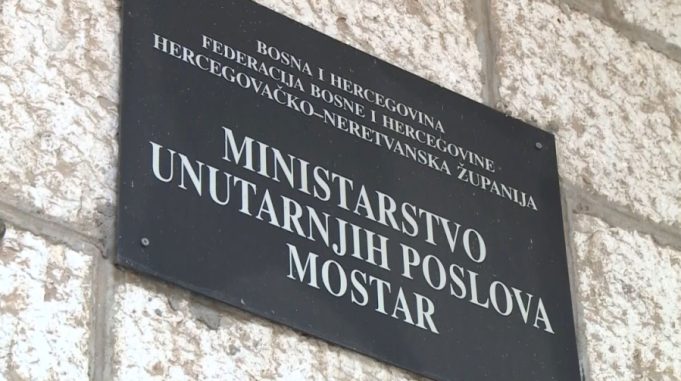 BOSNA I HERCEGOVINA
FEDERACIJA BOSNE I HERCEGOVINE
HERCEGOVAČKO–NERETVANSKA ŽUPANIJA
MINISTARSTVO
UNUTARNJIH POSLOVA
MOSTAR